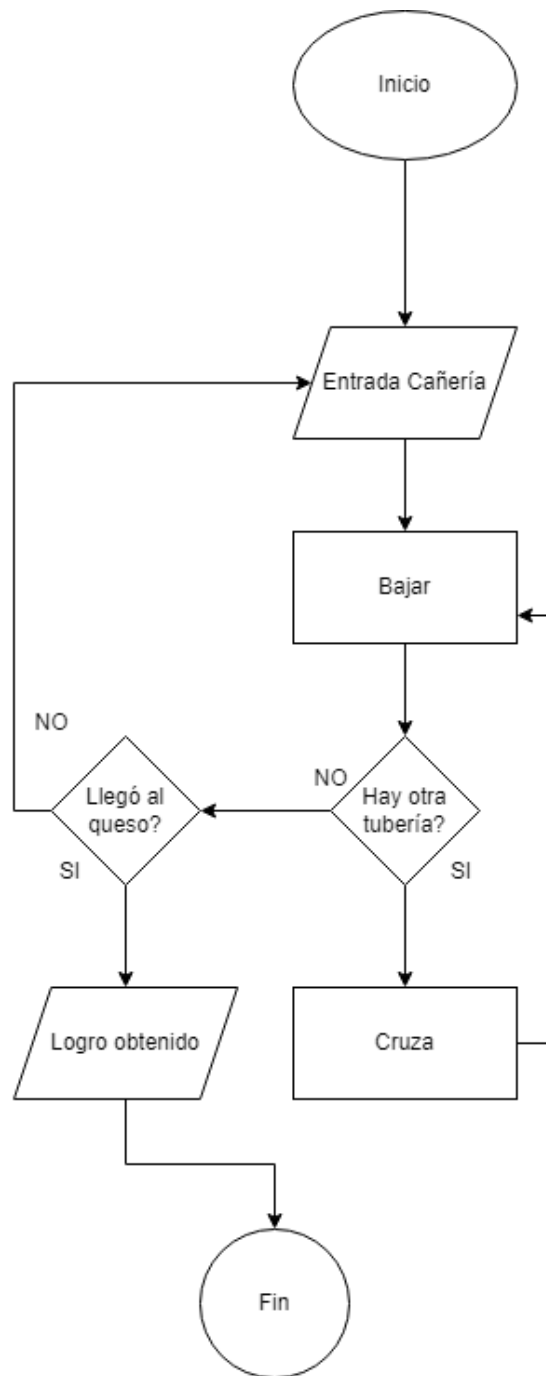 Inicio
Entrada Cañería
Bajar
NO
Llegó al
queso?
SI
NO
Hay otra
tubería?
SI
Logro obtenido
Cruza
Fin